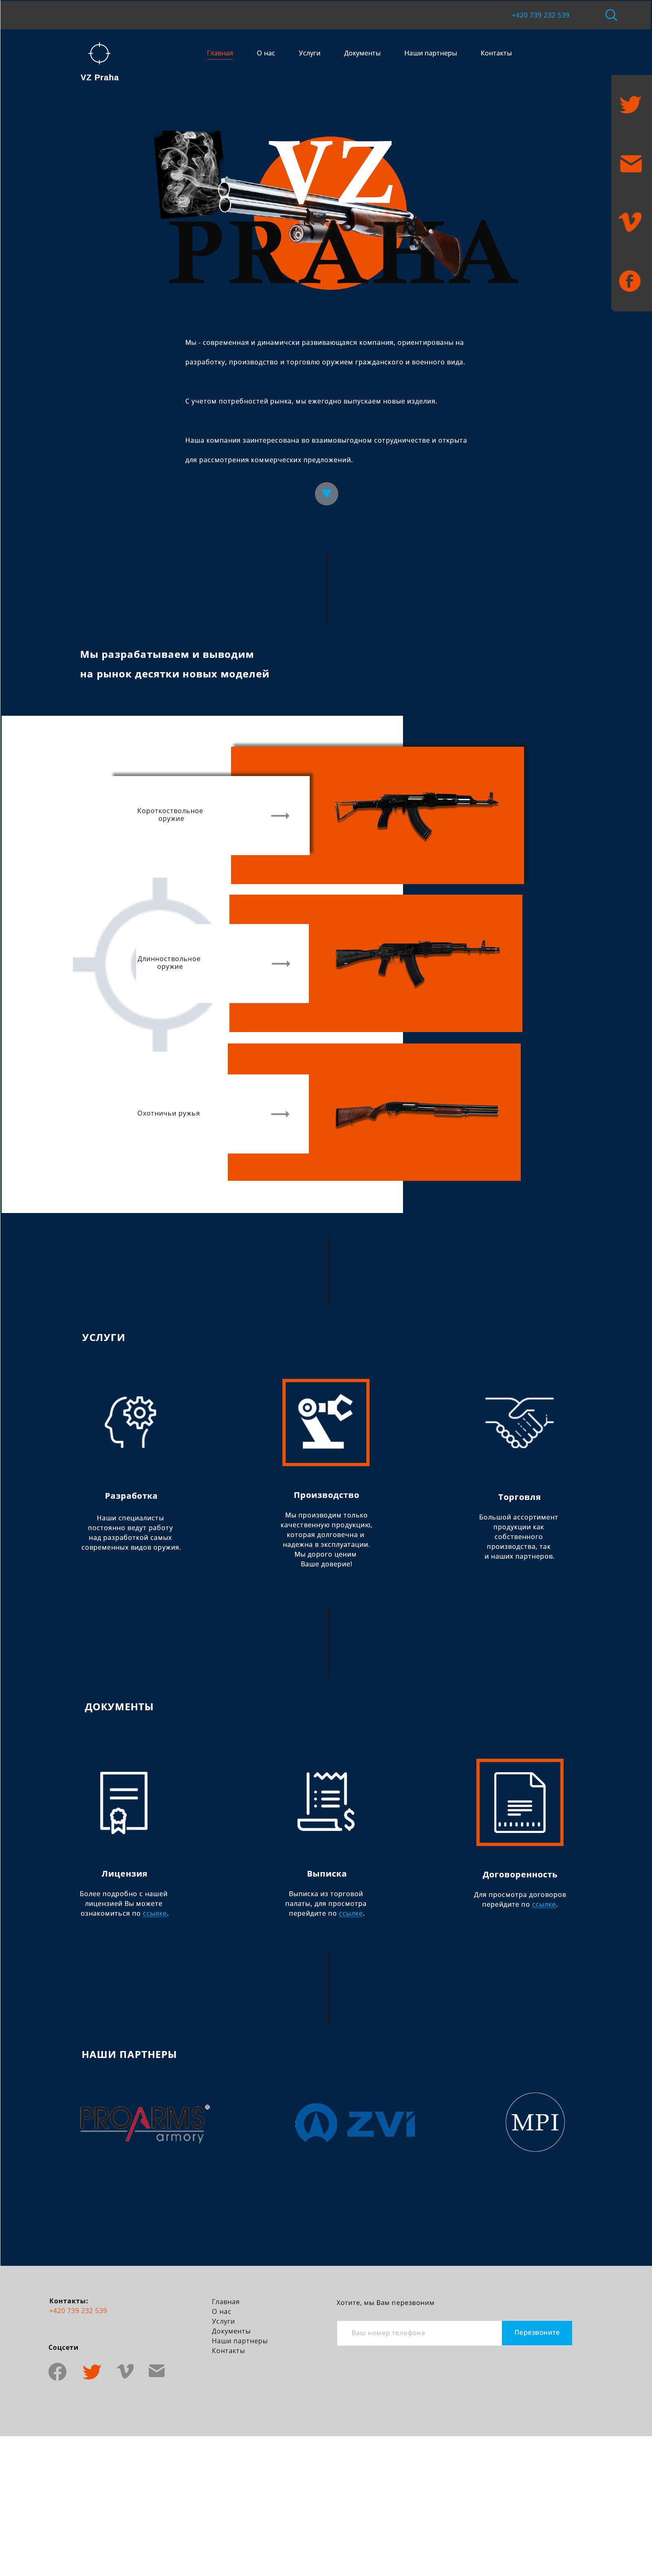 +420 739 232 539
VZ Praha
Главная
О нас
Услуги
Документы
Наши партнеры
Контакты
VZ
PRAHA
Мы - современная и динамичски развивающаяся компания, ориентированы на
разработку, производство и торговлю оружием гражданского и военного вида.
С учетом потребностей рынка, мы ежегодно выпускаем новые изделия.
Наша компания заинтересована во взаимовыгодном сотрудничестве и открыта
для рассмотрения коммерческих предложений.
Мы разрабатываем и выводим
на рынок десятки новых моделей
Короткоствольное
оружие
Длинноствольное
оружие
Охотничьи ружья
УСЛУГИ
Разработка
Наши специалисты
постоянно ведут работу
над разработкой самых
современных видов оружия.
Производство
Мы производим только
качественную продукцию,
которая долговечна и
надежна в эксплуатации.
Мы дорого ценим
Ваше доверие!
Торговля
Большой ассортимент
продукции как
собственного
производства, так
и наших партнеров.
ДОКУМЕНТЫ
Лицензия
Более подробно с нашей
лицензией Вы можете
ознакомиться по ссылке.
Выписка
Выписка из торговой
палаты, для просмотра
перейдите по ссылке.
Договоренность
Для просмотра договоров
перейдите по ссылке.
НАШИ ПАРТНЕРЫ
PROARMS®
armory
ZVI
MPI
Контакты:
+420 739 232 539
Соцсети
Главная
О нас
Услуги
Документы
Наши партнеры
Контакты
Хотите, мы Вам перезвоним
Ваш номер телефона
Перезвоните